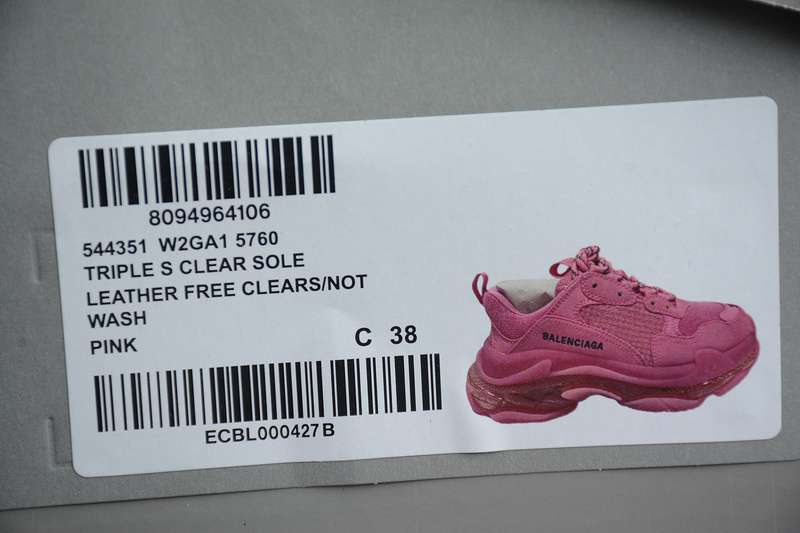 8094964106
544351 W2GA1 5760
TRIPLE S CLEAR SOLE
LEATHER FREE CLEARS/NOT
WASH
PINK C 38
BALENCIAGA
ECBL000427B